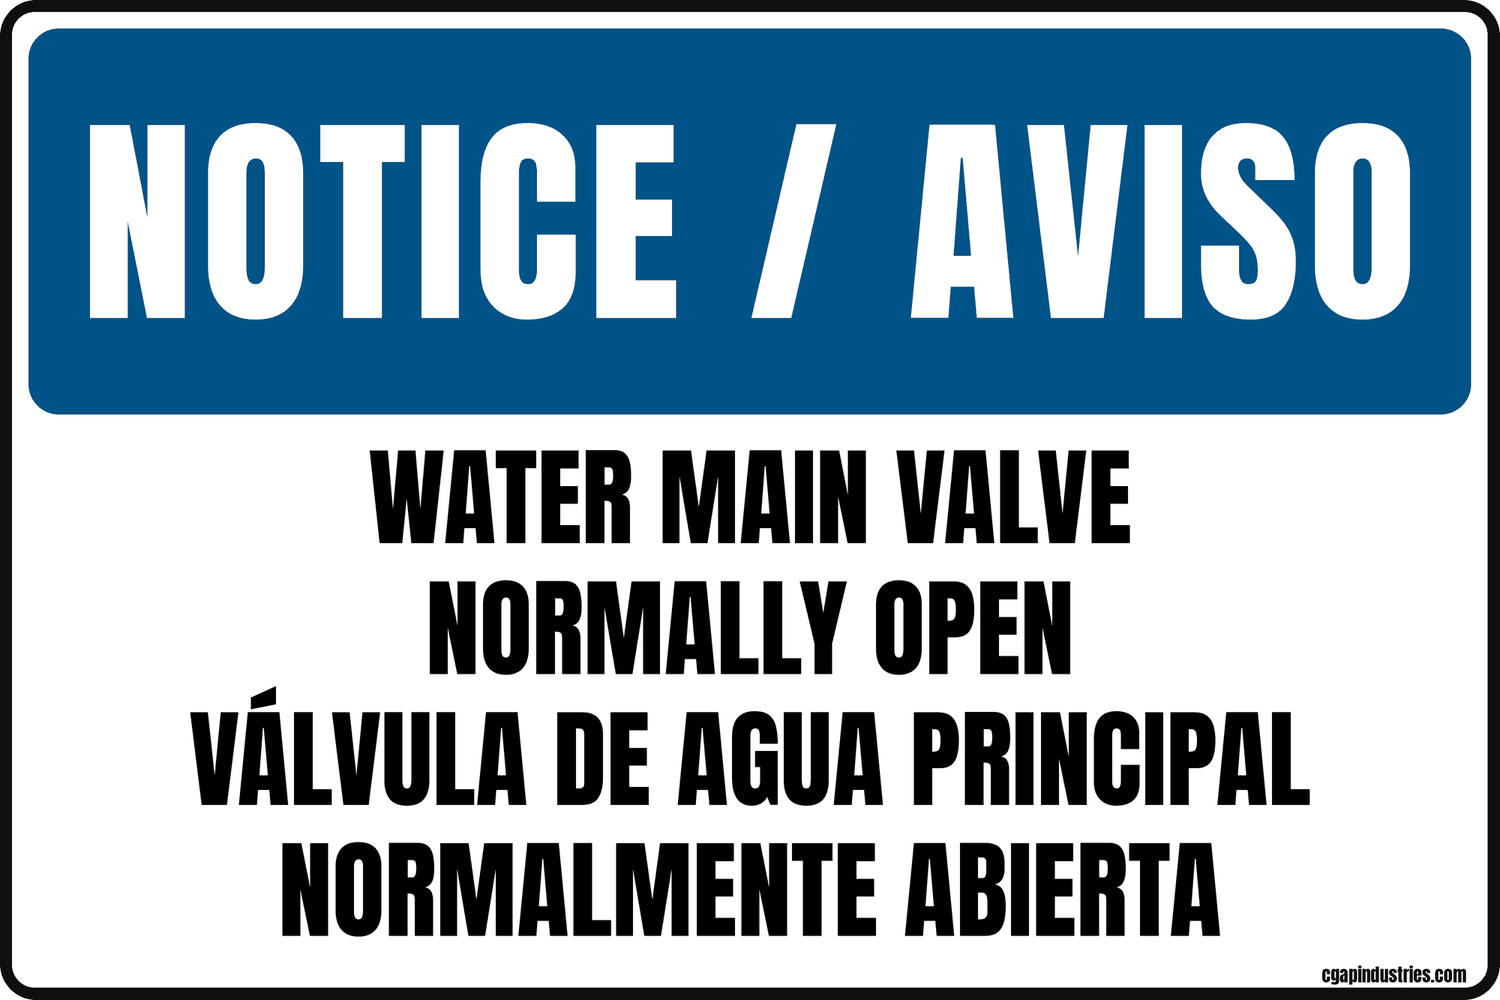 NOTICE / AVISO
WATER MAIN VALVE
NORMALLY OPEN
VÁLVULA DE AGUA PRINCIPAL
NORMALMENTE ABIERTA
cgapindustries.com